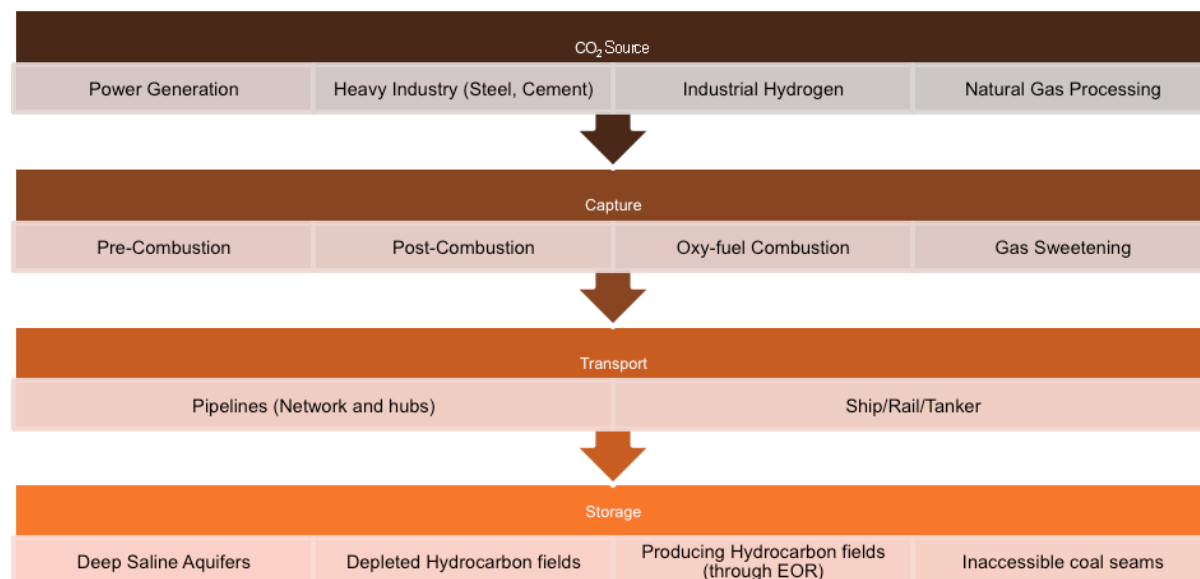 CO₂ Source
Power Generation
Heavy Industry (Steel, Cement)
Industrial Hydrogen
Natural Gas Processing
Capture
Pre-Combustion
Post-Combustion
Oxy-fuel Combustion
Gas Sweetening
Transport
Pipelines (Network and hubs)
Ship/Rail/Tanker
Storage
Deep Saline Aquifers
Depleted Hydrocarbon fields
Producing Hydrocarbon fields
(through EOR)
Inaccessible coal seams